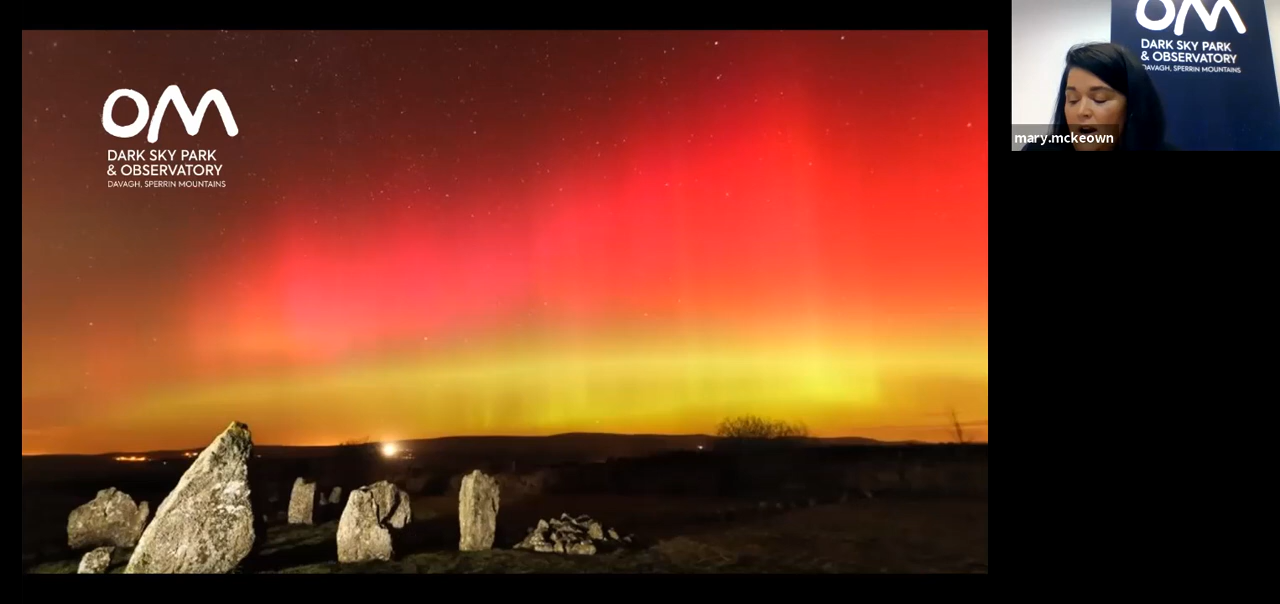 OM
DARK SKY PARK
& OBSERVATORY
DAVAGH, SPERRIN MOUNTAINS
OM
DARK SKY PARK
& OBSERVATORY
DAVAGH, SPERRIN MOUNTAINS
mary.mckeown